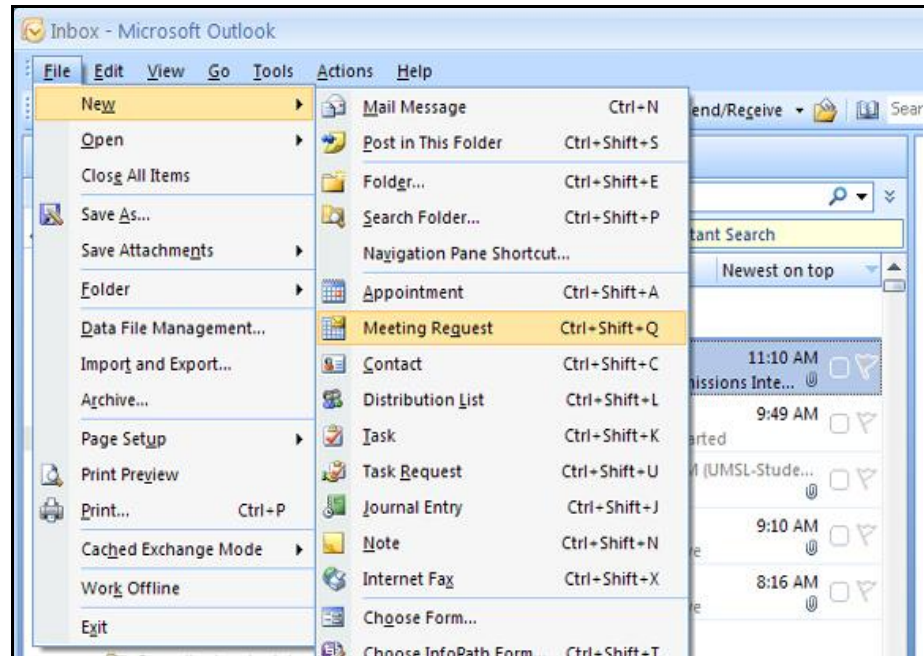 Inbox - Microsoft Outlook
File Edit View Go Tools Actions Help
end/Receive Sear
New
Open
Close All Items
Save As...
Save Attachments
Folder
Data File Management...
Import and Export...
Archive...
Page Setup
Print Preview
Print... Ctrl+P
Cached Exchange Mode
Work Offline
Exit
Mail Message Ctrl+N
Post in This Folder Ctrl+Shift+S
Folder... Ctrl+Shift+E
Search Folder... Ctrl+Shift+P
Navigation Pane Shortcut...
Appointment Ctrl+Shift+A
Meeting Request Ctrl+Shift+Q
Contact Ctrl+Shift+C
Distribution List Ctrl+Shift+L
Task Ctrl+Shift+K
Task Request Ctrl+Shift+U
Journal Entry Ctrl+Shift+J
Note Ctrl+Shift+N
Internet Fax Ctrl+Shift+X
Choose Form...
Choose InfoPath Form... Ctrl+Shift+T
tant Search
Newest on top
11:10 AM
nissions Inte...
9:49 AM
arted
(UMSL-Stude...
9:10 AM
8:16 AM